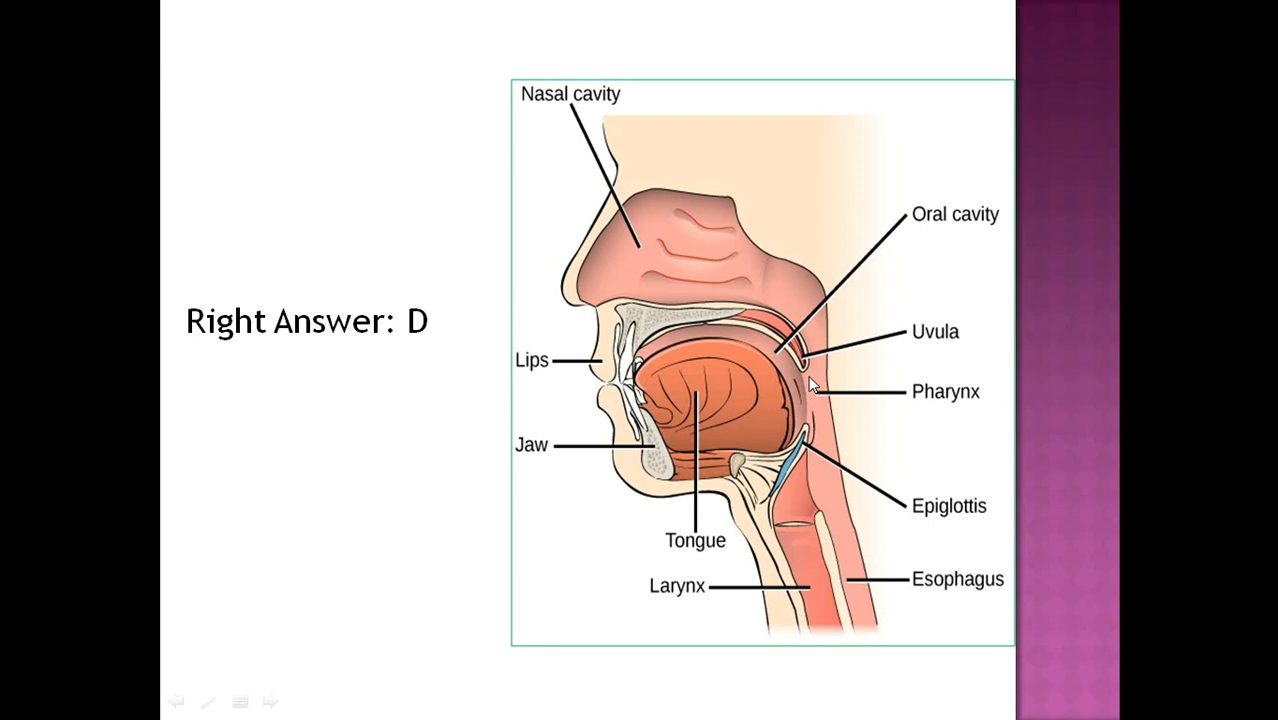 Right Answer: D
Nasal cavity
Oral cavity
Uvula
Lips
Pharynx
Jaw
Epiglottis
Tongue
Larynx
Esophagus